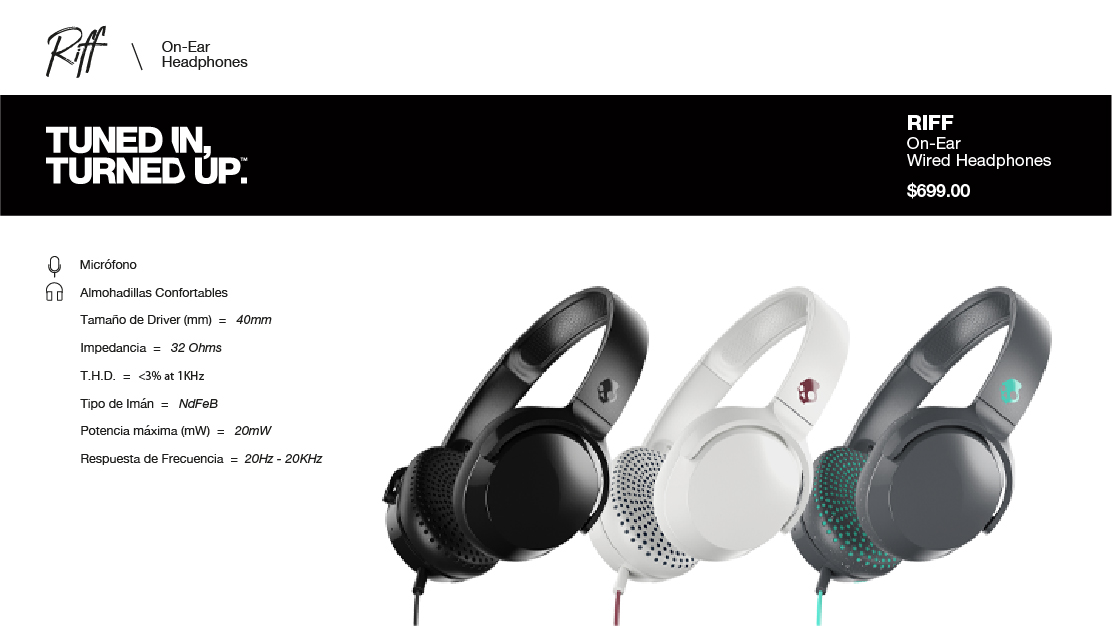 Riff
On-Ear
Headphones
TUNED IN,
TURNED UP.™
RIFF
On-Ear
Wired Headphones
$699.00
Micrófono
Almohadillas Confortables
Tamaño de Driver (mm) = 40mm
Impedancia = 32 Ohms
T.H.D. = <3% at 1KHz
Tipo de Imán = NdFeB
Potencia máxima (mW) = 20mW
Respuesta de Frecuencia = 20Hz - 20KHz